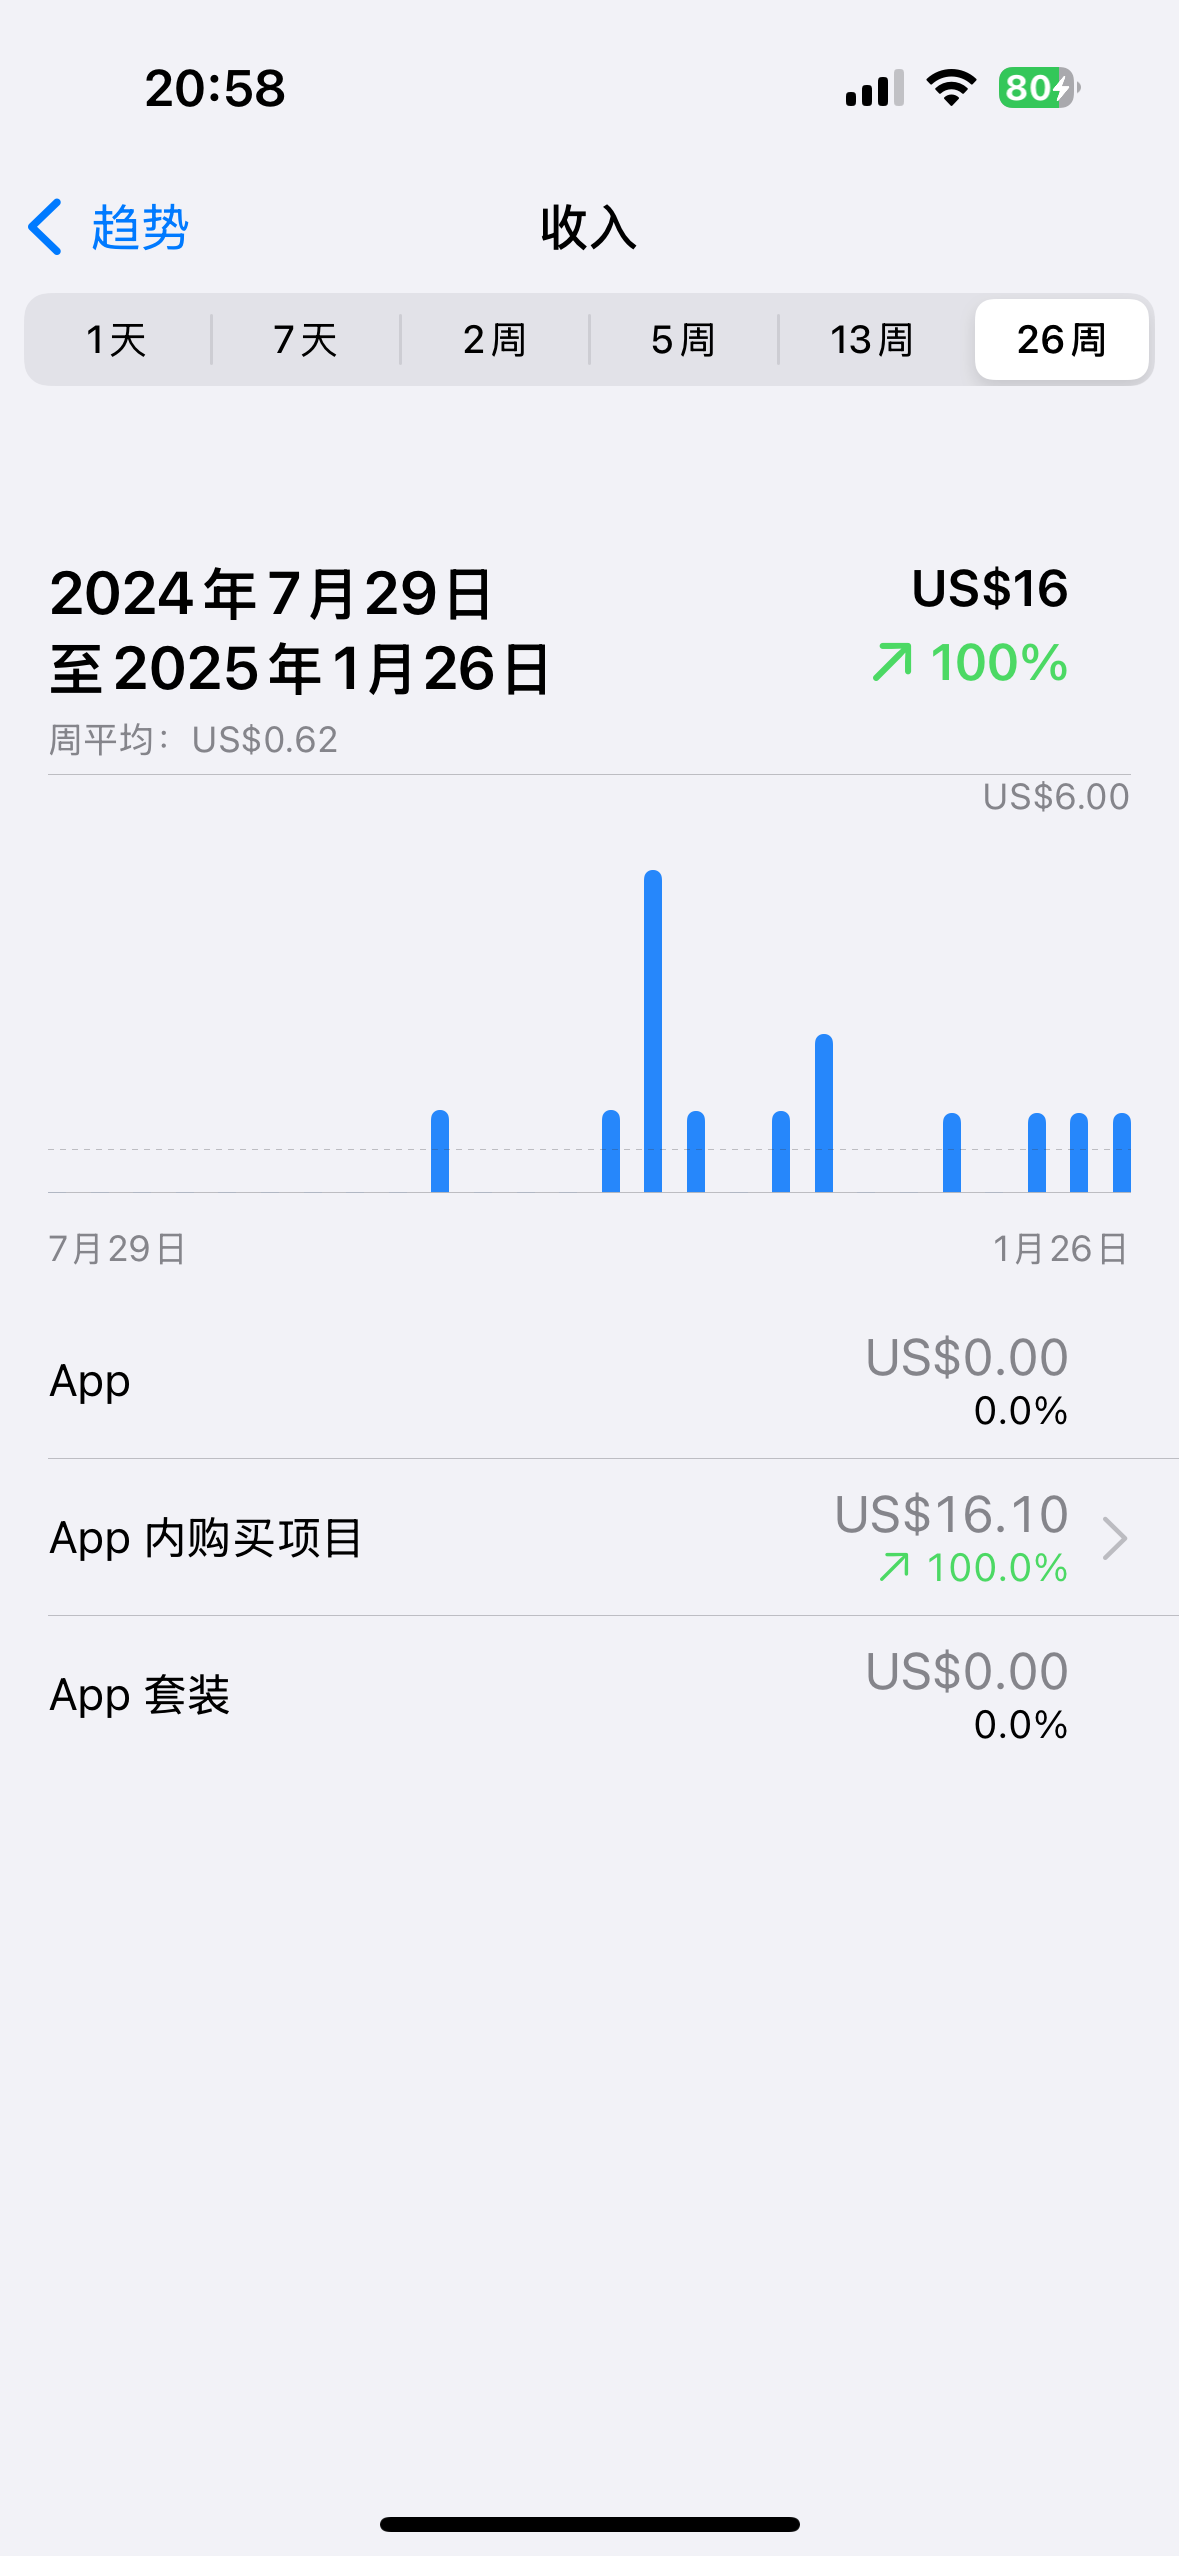 20:58
80
趋势
收入
1天 7天 2周 5周 13周 26周
2024年7月29日
US$16
至2025年1月26日
100%
周平均：US$0.62
US$6.00
7月29日 1月26日
App
US$0.00
0.0%
App 内购买项目
US$16.10
100.0%
App 套装
US$0.00
0.0%